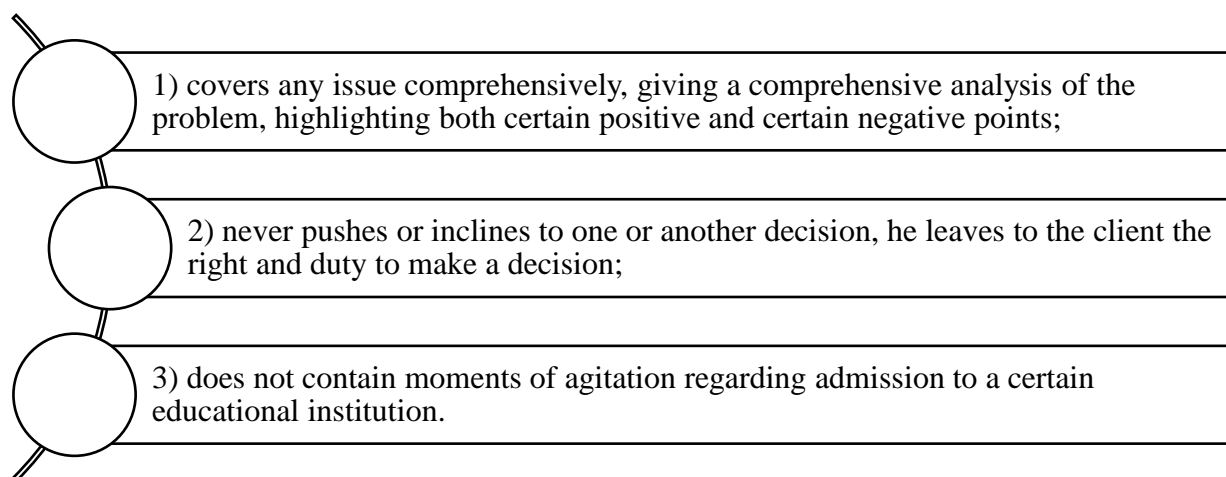 1) covers any issue comprehensively, giving a comprehensive analysis of the
problem, highlighting both certain positive and certain negative points;
2) never pushes or inclines to one or another decision, he leaves to the client the
right and duty to make a decision;
3) does not contain moments of agitation regarding admission to a certain
educational institution.